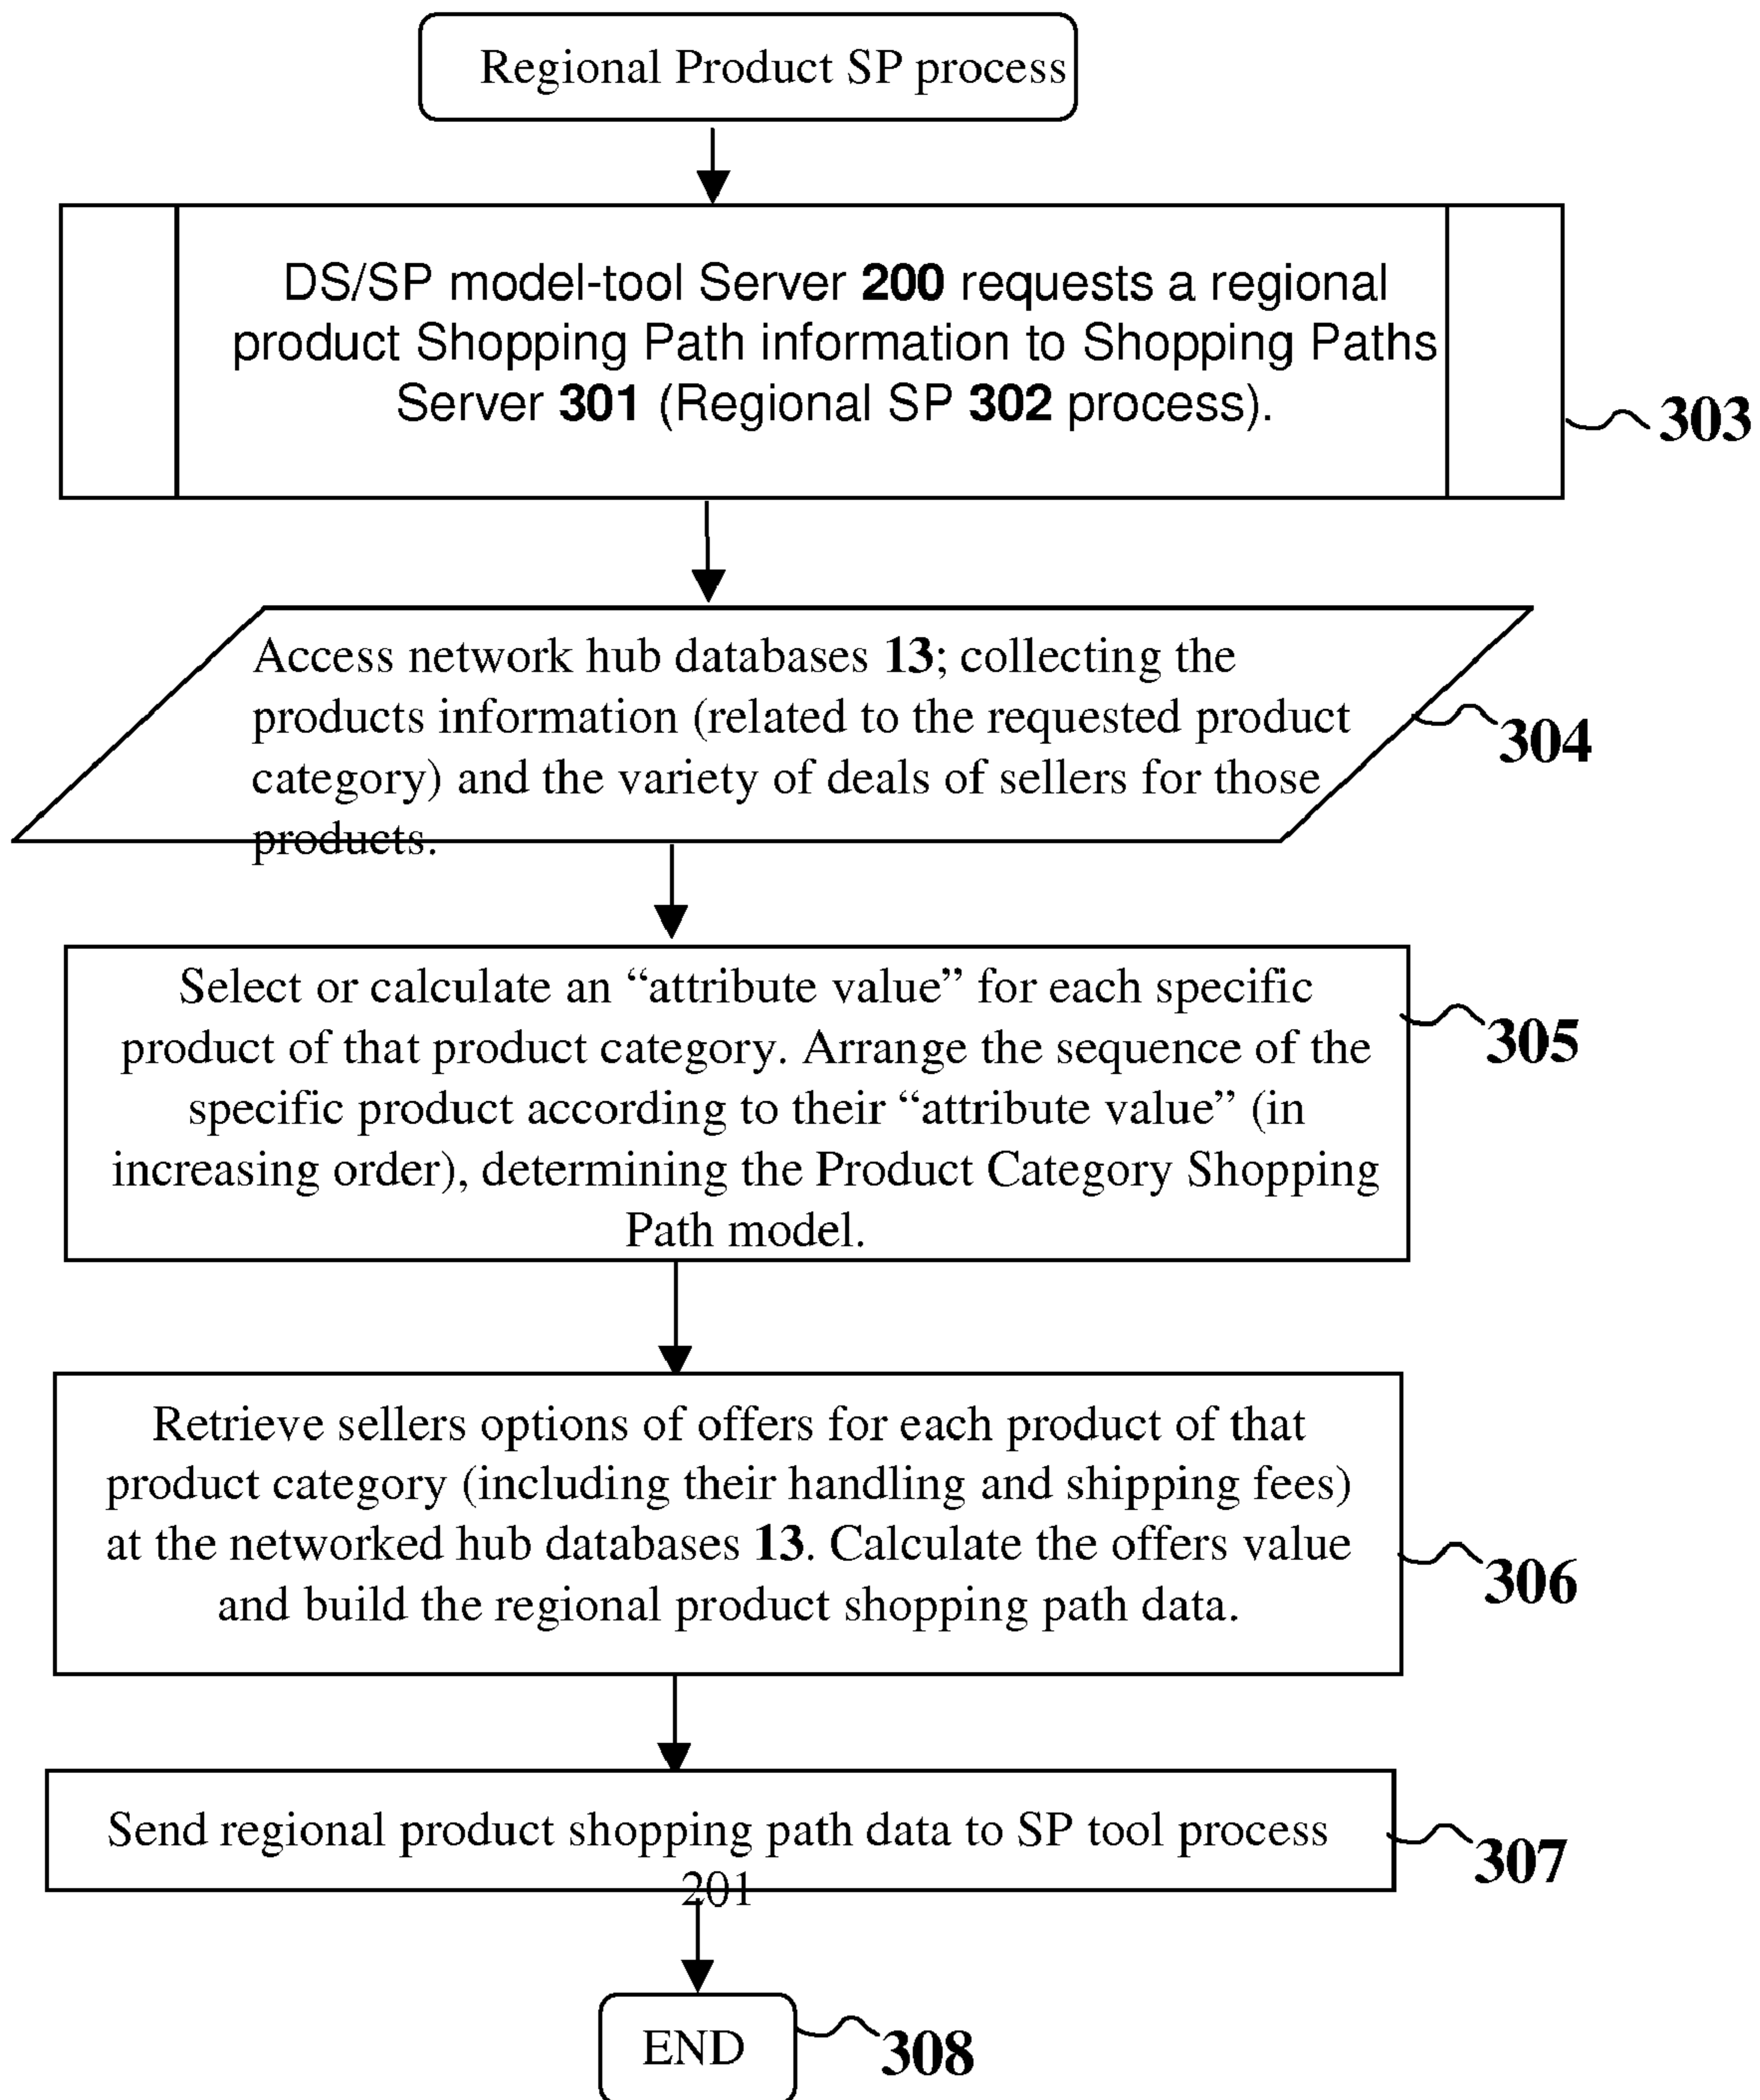 Regional Product SP process
DS/SP model-tool Server 200 requests a regional
product Shopping Path information to Shopping Paths
Server 301 (Regional SP 302 process).
303
Access network hub databases 13; collecting the
products information (related to the requested product
category) and the variety of deals of sellers for those
products.
304
Select or calculate an “attribute value” for each specific
product of that product category. Arrange the sequence of the
specific product according to their “attribute value” (in
increasing order), determining the Product Category Shopping
Path model.
305
Retrieve sellers options of offers for each product of that
product category (including their handling and shipping fees)
at the networked hub databases 13. Calculate the offers value
and build the regional product shopping path data.
306
Send regional product shopping path data to SP tool process
201
307
END
308